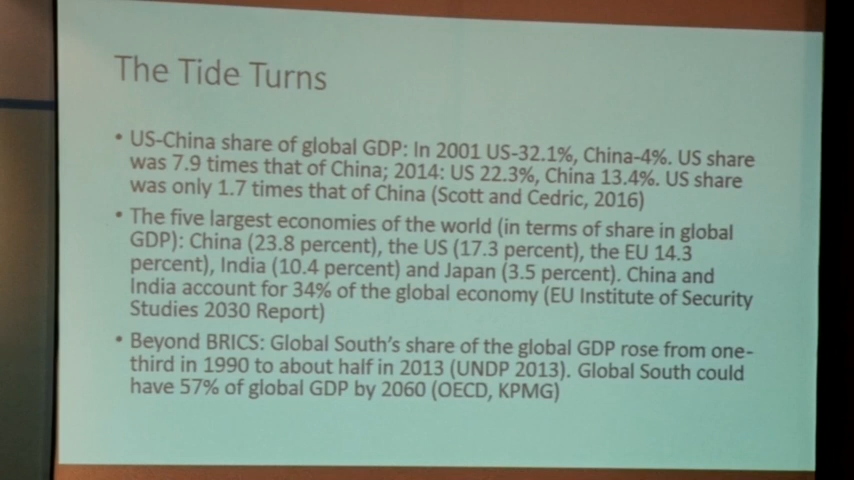 The Tide Turns
• US-China share of global GDP: In 2001 US-32.1%, China-4%. US share
was 7.9 times that of China; 2014: US 22.3%, China 13.4%. US share
was only 1.7 times that of China (Scott and Cedric, 2016)
• The five largest economies of the world (in terms of share in global
GDP): China (23.8 percent), the US (17.3 percent), the EU 14.3
percent), India (10.4 percent) and Japan (3.5 percent). China and
India account for 34% of the global economy (EU Institute of Security
Studies 2030 Report)
• Beyond BRICS: Global South's share of the global GDP rose from one-
third in 1990 to about half in 2013 (UNDP 2013). Global South could
have 57% of global GDP by 2060 (OECD, KPMG)